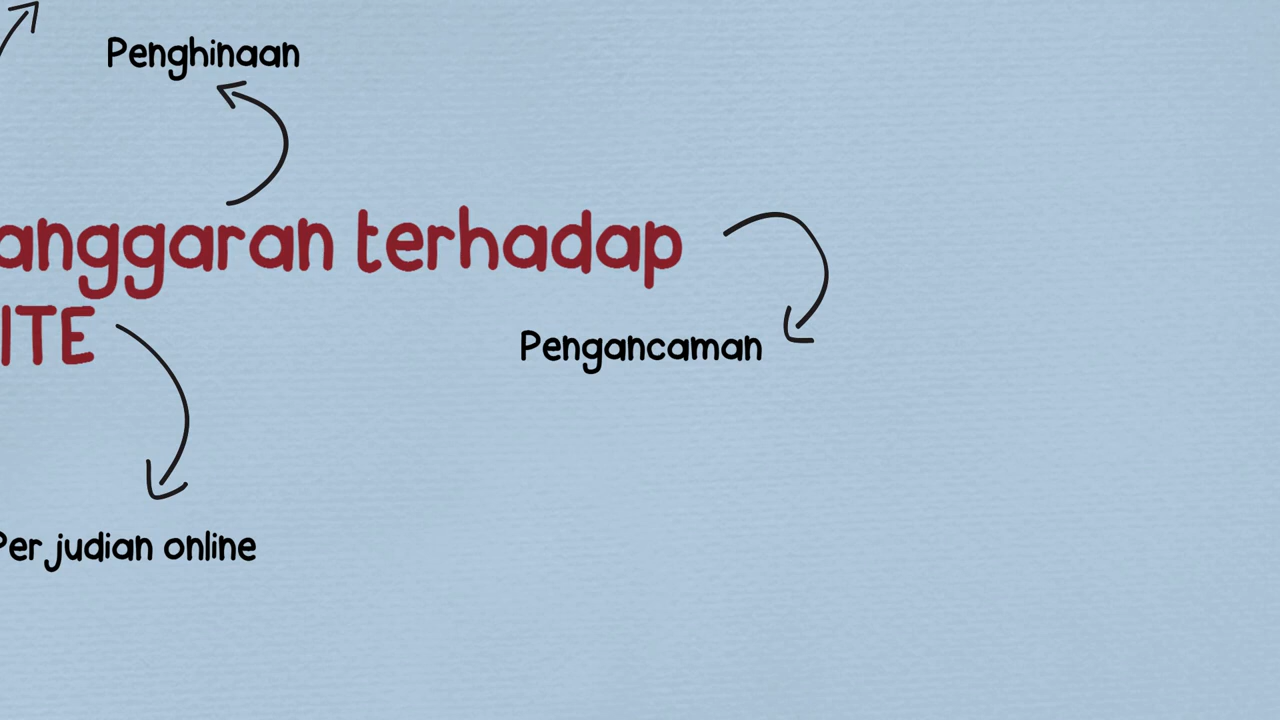 Penghinaan
anggaran terhadap
ITE
Pengancaman
Perjudian online